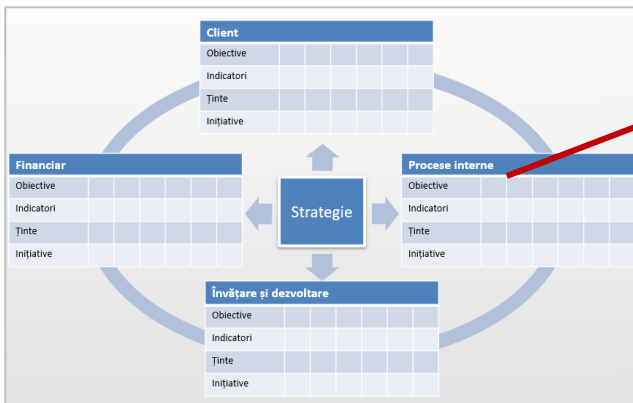 Client
Obiective
Indicatori
Ținte
Inițiative
Financiar
Obiective
Indicatori
Ținte
Inițiative
Strategie
Procese interne
Obiective
Indicatori
Ținte
Inițiative
Învățare și dezvoltare
Obiective
Indicatori
Ținte
Inițiative